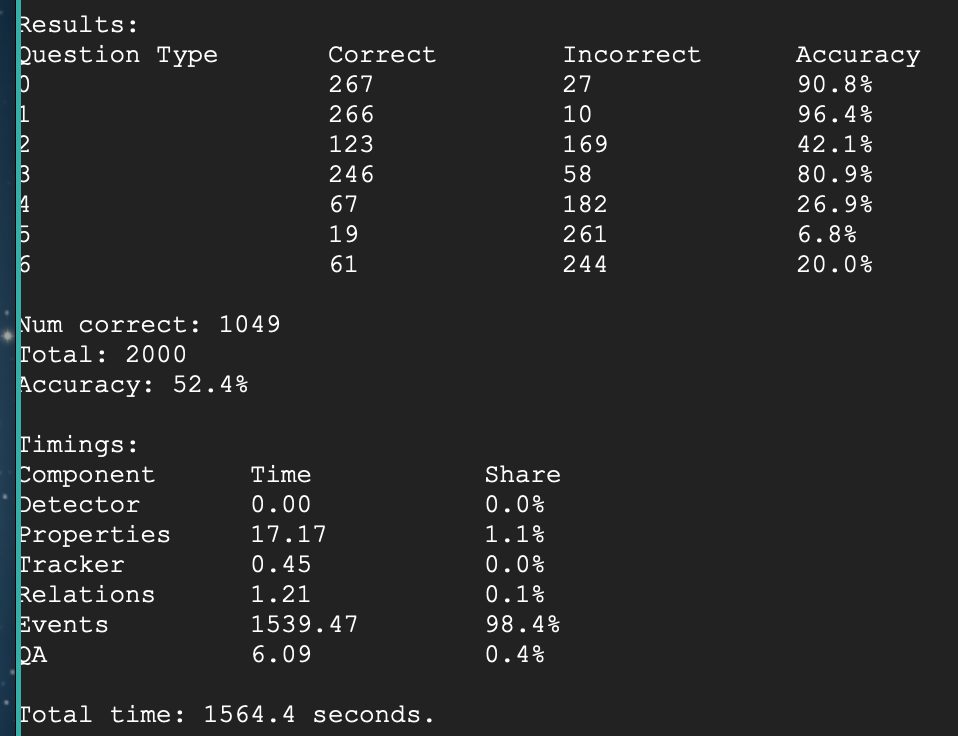 Results:
Question Type Correct Incorrect Accuracy
0 267 27 90.8%
1 266 10 96.4%
2 123 169 42.1%
3 246 58 80.9%
4 67 182 26.9%
5 19 261 6.8%
6 61 244 20.0%
Num correct: 1049
Total: 2000
Accuracy: 52.4%
Timings:
Component Time Share
Detector 0.00 0.0%
Properties 17.17 1.1%
Tracker 0.45 0.0%
Relations 1.21 0.1%
Events 1539.47 98.4%
QA 6.09 0.4%
Total time: 1564.4 seconds.